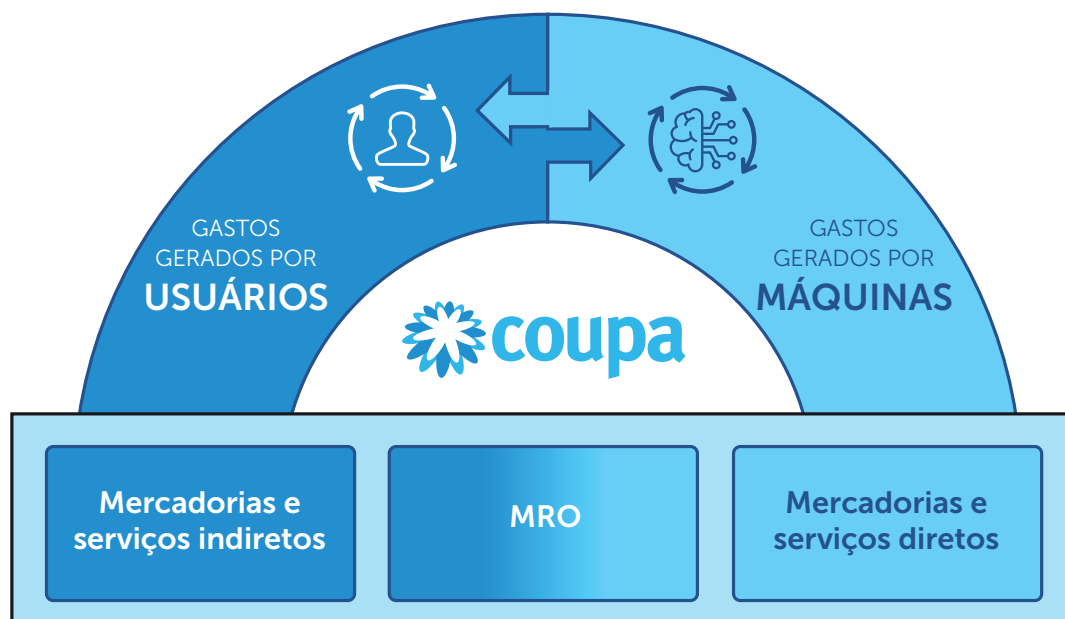 GASTOS
GERADOS POR
USUÁRIOS
GASTOS
GERADOS POR
MÁQUINAS
coupa
Mercadorias e
serviços indiretos
MRO
Mercadorias e
serviços diretos